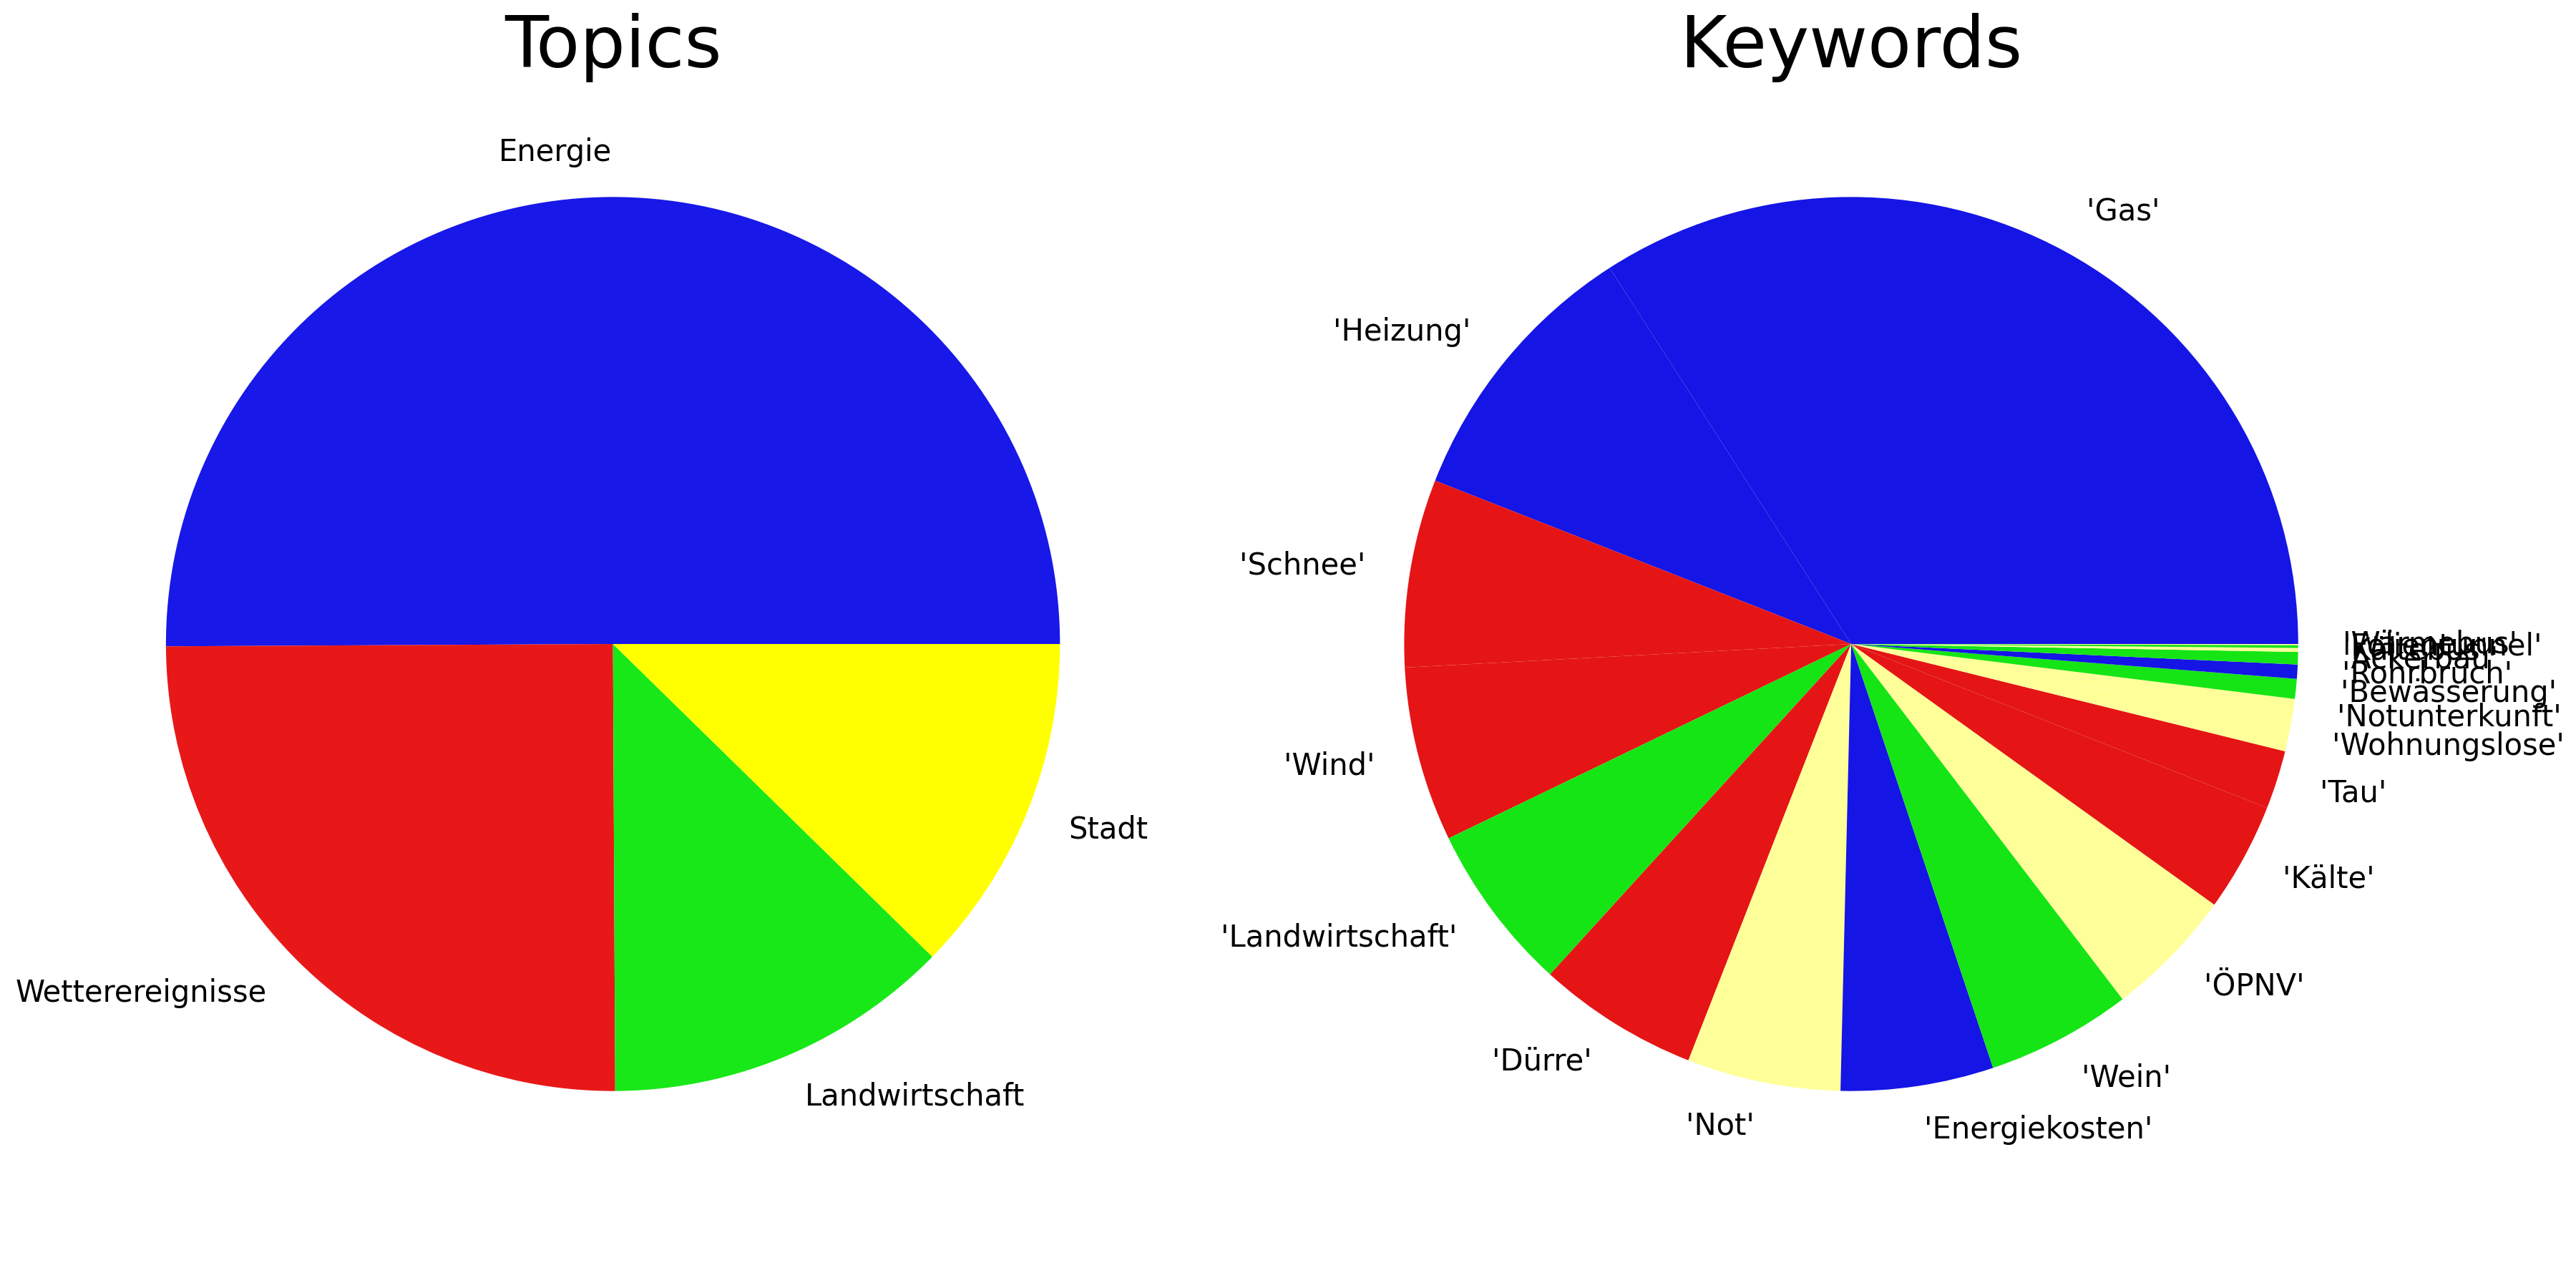 Topics
Energie
Wetterereignisse
Landwirtschaft
Stadt
Keywords
'Gas'
'Heizung'
'Schnee'
'Wind'
'Landwirtschaft'
'Dürre'
'Not'
'Energiekosten'
'Wein'
'ÖPNV'
'Kälte'
'Tau'
'Wohnungslose'
'Notunterkunft'
'Bewässerung'
'Rohrbruch'
'Ackerbau'